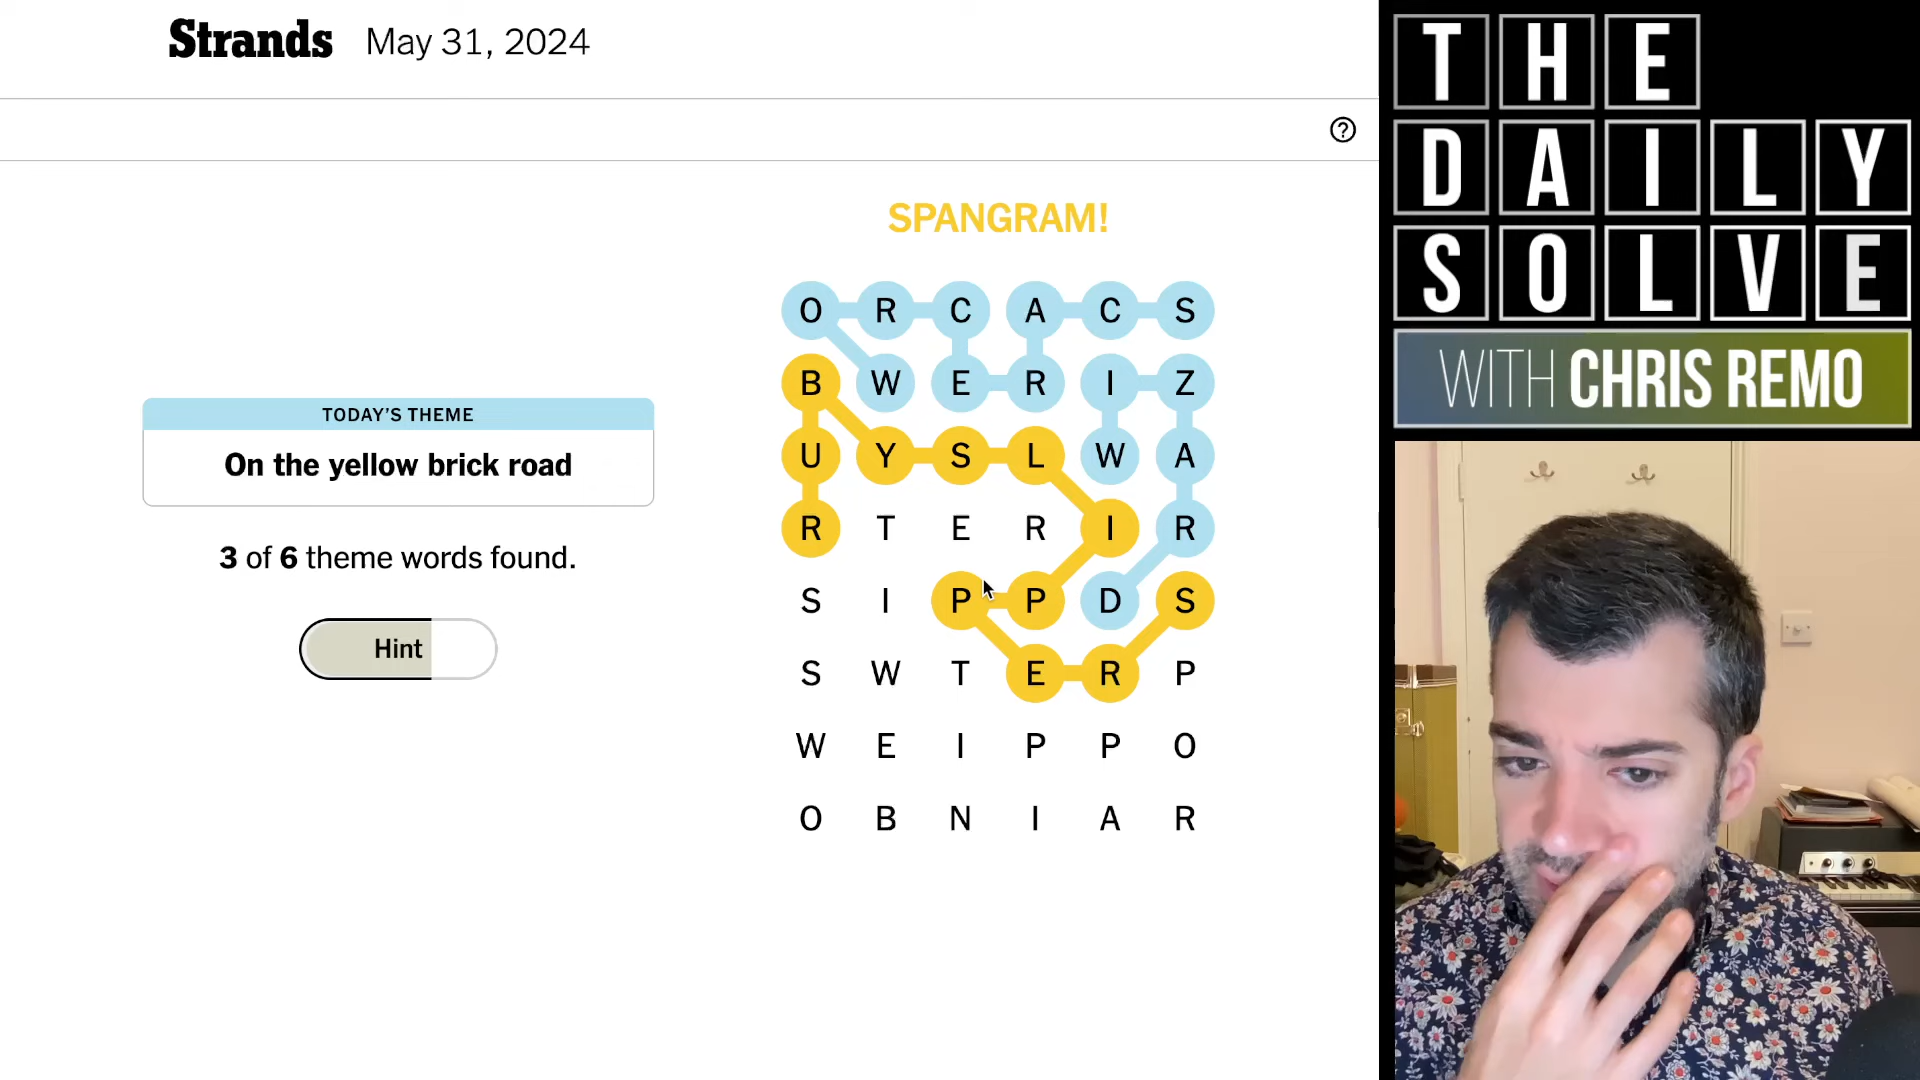 Strands May 31, 2024
?
SPANGRAM!
TODAY'S THEME
On the yellow brick road
3 of 6 theme words found.
Hint
O R C A C S
B W E R I Z
U Y S L W A
R T E R I R
S I P P D S
S W T E R P
W E I P P O
O B N I A R
THE
DAILY
SOLVE
WITH CHRIS REMO